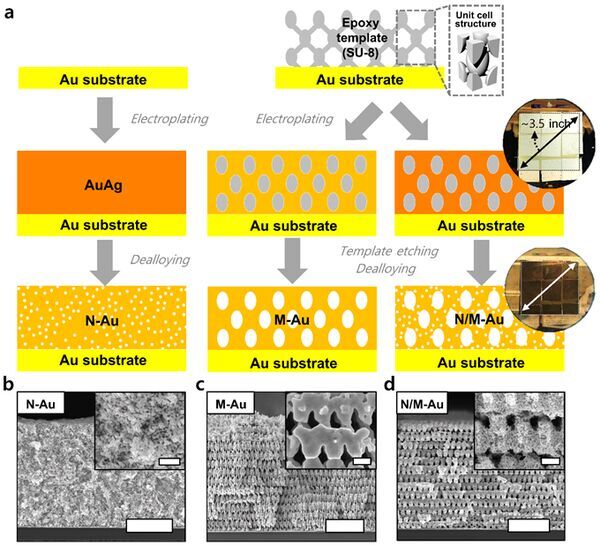 a
Epoxy
template
(SU-8)
Unit cell
structure
Au substrate
Au substrate
Electroplating
Electroplating
~3.5 inch
AuAg
Au substrate
Au substrate
Au substrate
Dealloying
Template etching
Dealloying
N-Au
M-Au
N/M-Au
Au substrate
Au substrate
Au substrate
b
N-Au
c
M-Au
d
N/M-Au